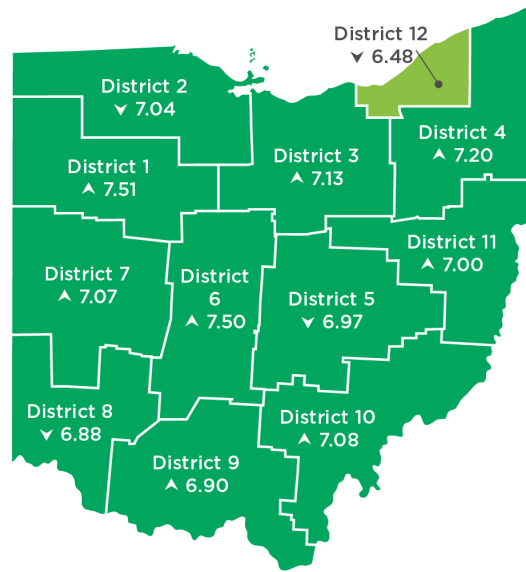 District 12
▼ 6.48
District 2
▼ 7.04
District 4
▲ 7.20
District 3
▲ 7.13
District 1
▲ 7.51
District 11
▲ 7.00
District 7
▲ 7.07
District
6
▲ 7.50
District 5
▼ 6.97
District 8
▼ 6.88
District 10
▲ 7.08
District 9
▲ 6.90